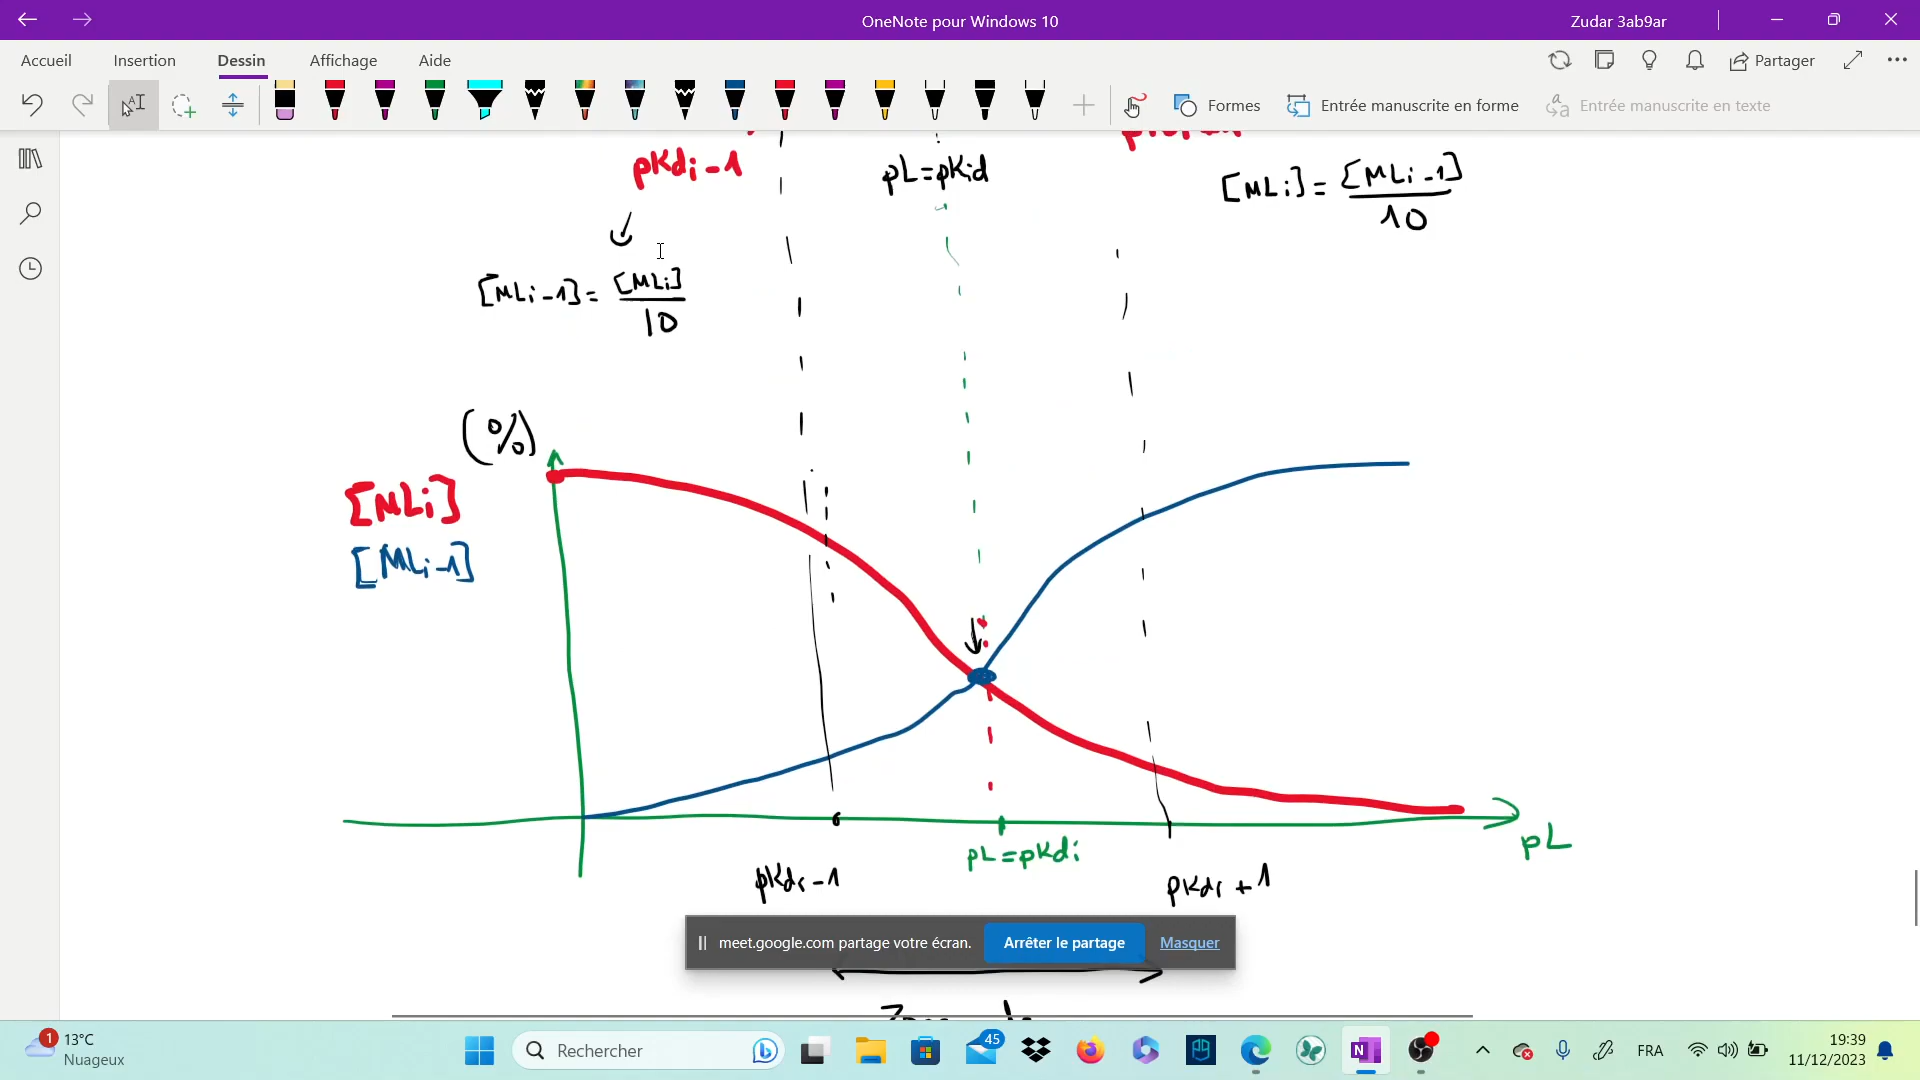 OneNote pour Windows 10
Zudar 3ab9ar
Accueil
Insertion
Dessin
Affichage
Aide
Partager
Formes
Entrée manuscrite en forme
Entrée manuscrite en texte
pKdi-1
pL=pKid
[MLi] = [MLi-1]
10
[MLi-1] = [MLi]
10
(%)
[MLi]
[MLi-1]
pL
pL=pKdi
pKdi-1
pKdi+1
meet.google.com partage votre écran.
Arrêter le partage
Masquer
1
13°C
Nuageux
Rechercher
45
N
FRA
19:39
11/12/2023